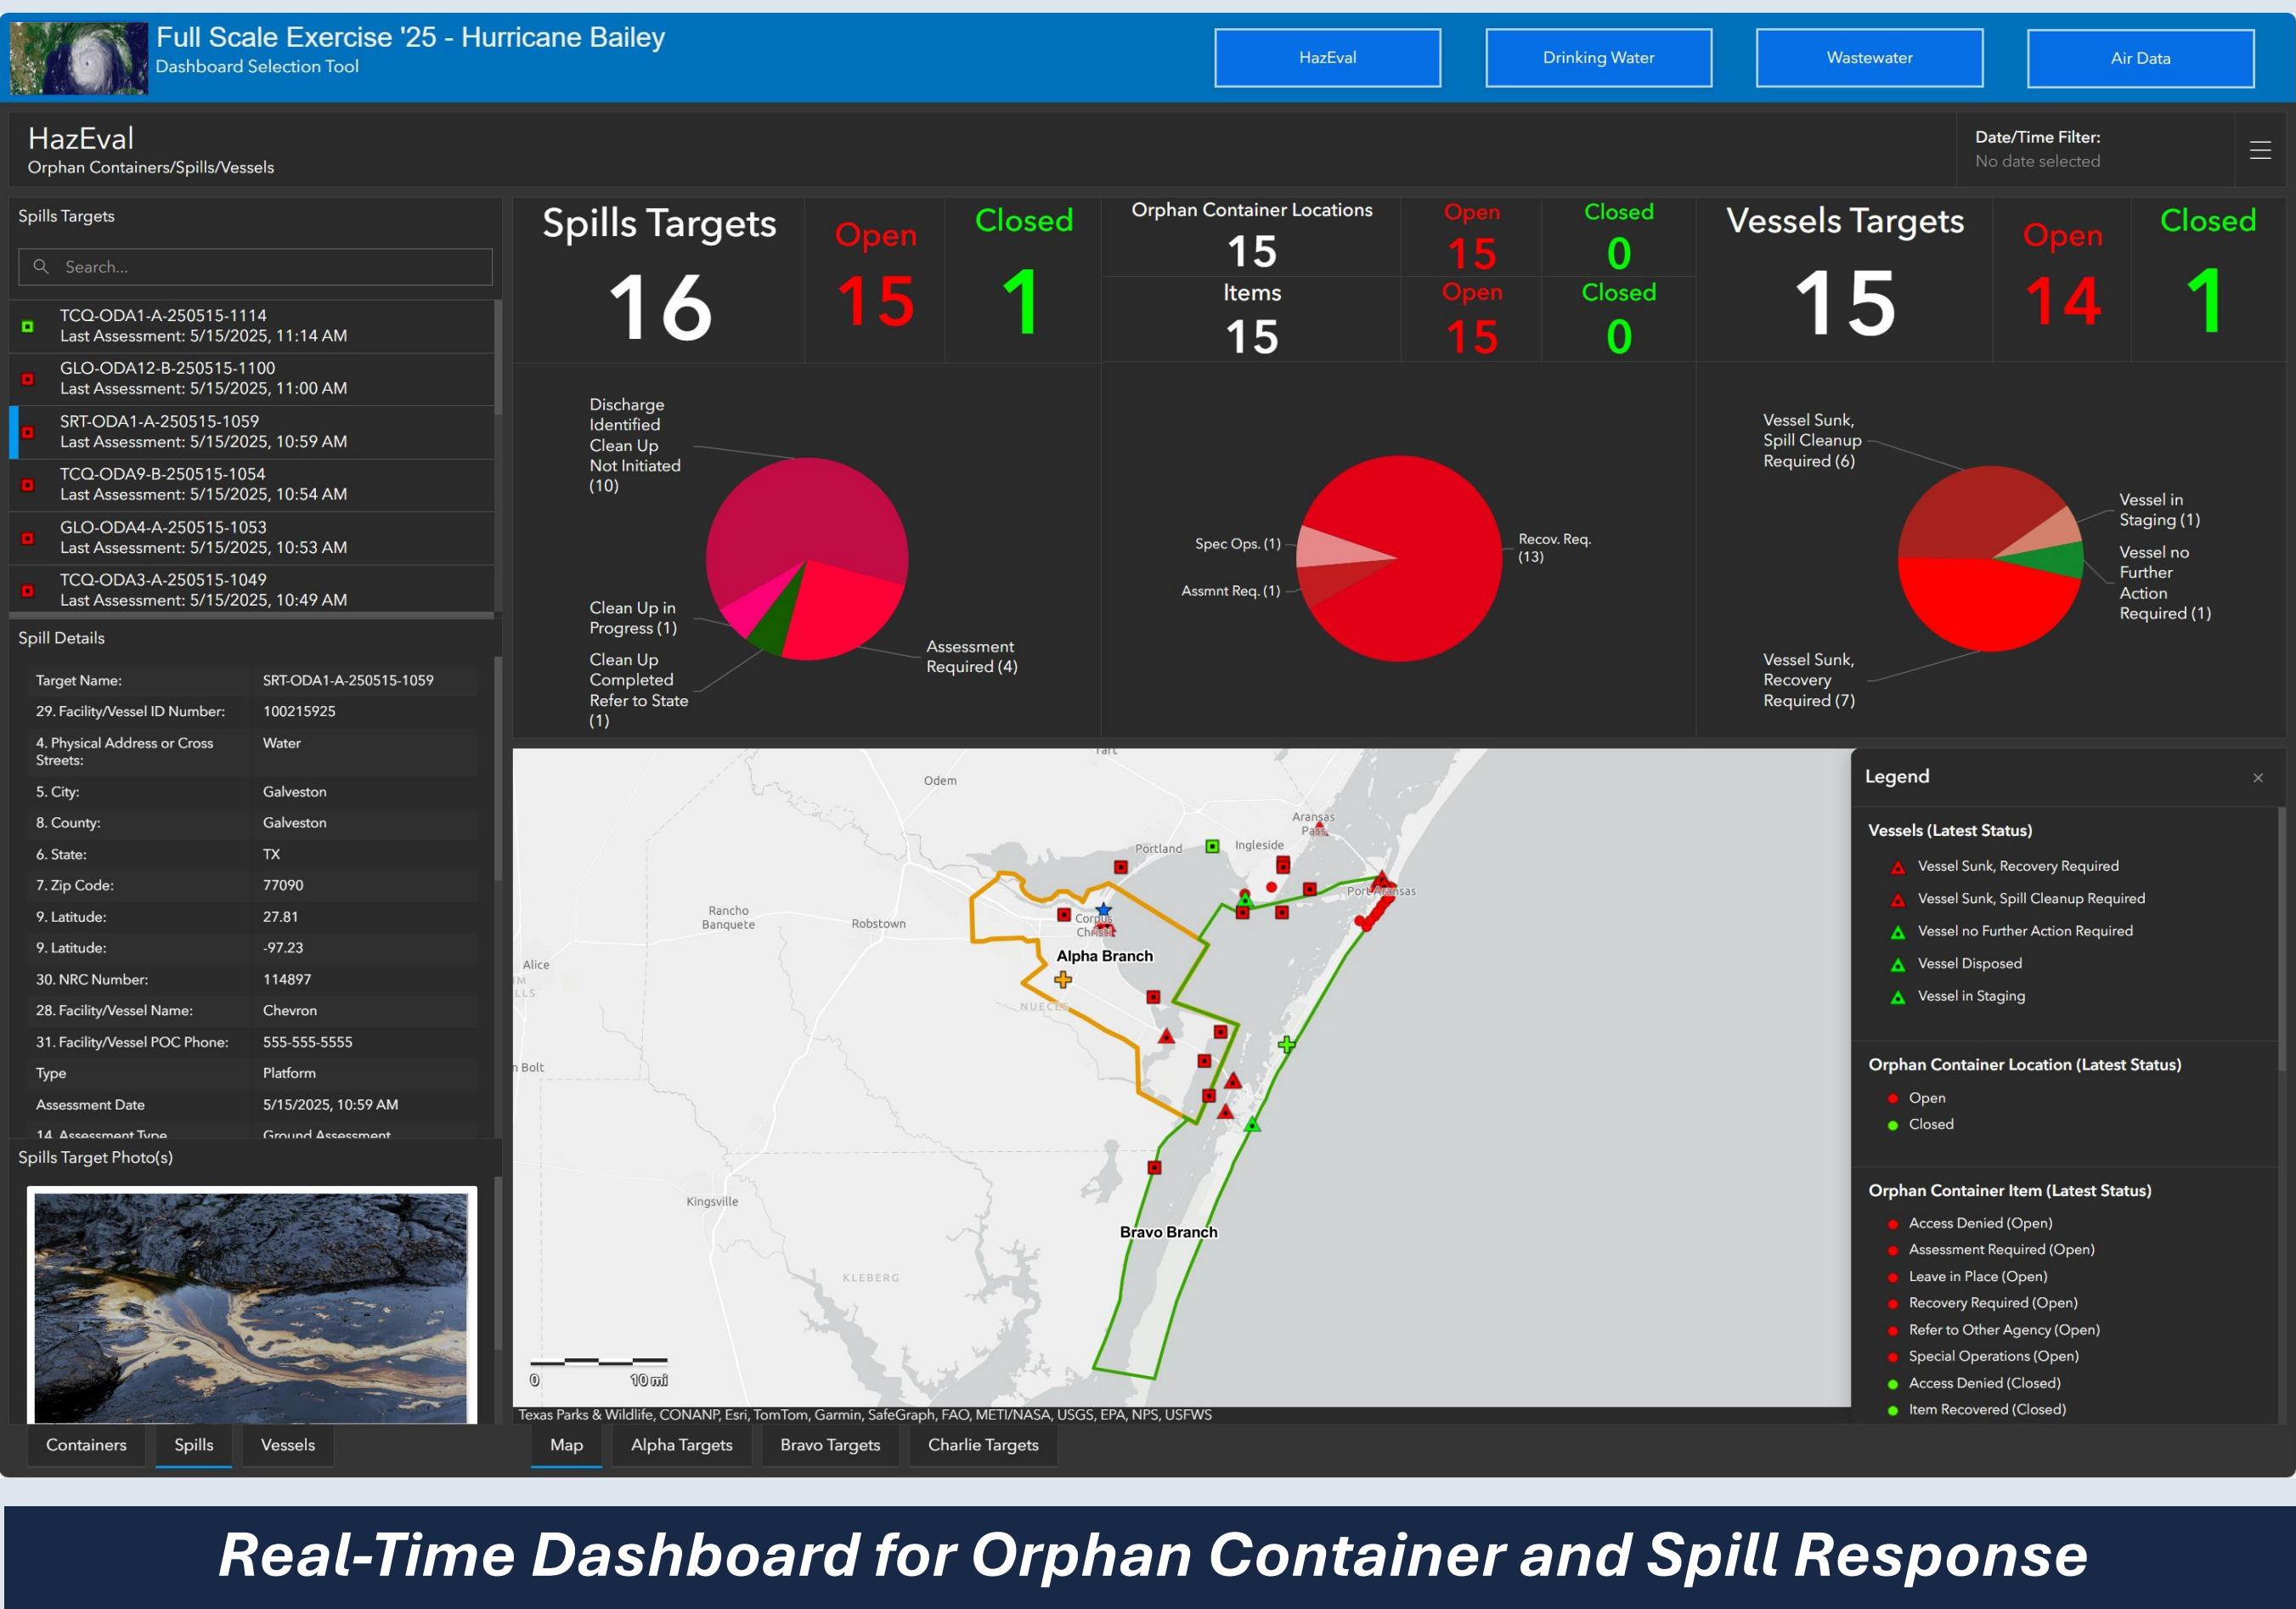 Full Scale Exercise '25 - Hurricane Bailey
Dashboard Selection Tool
HazEval
Drinking Water
Wastewater
Air Data
HazEval
Orphan Containers/Spills/Vessels
Date/Time Filter:
No date selected
Spills Targets
Search...
TCQ-ODA1-A-250515-1114
Last Assessment: 5/15/2025, 11:14 AM
GLO-ODA12-B-250515-1100
Last Assessment: 5/15/2025, 11:00 AM
SRT-ODA1-A-250515-1059
Last Assessment: 5/15/2025, 10:59 AM
TCQ-ODA9-B-250515-1054
Last Assessment: 5/15/2025, 10:54 AM
GLO-ODA4-A-250515-1053
Last Assessment: 5/15/2025, 10:53 AM
TCQ-ODA3-A-250515-1049
Last Assessment: 5/15/2025, 10:49 AM
Spill Details
Target Name: SRT-ODA1-A-250515-1059
29. Facility/Vessel ID Number: 100215925
4. Physical Address or Cross Water
Streets:
5. City: Galveston
8. County: Galveston
6. State: TX
7. Zip Code: 77090
9. Latitude: 27.81
9. Latitude: -97.23
30. NRC Number: 114897
28. Facility/Vessel Name: Chevron
31. Facility/Vessel POC Phone: 555-555-5555
Type Platform
Assessment Date 5/15/2025, 10:59 AM
14. Assessment Type Ground Assessment
Spills Target Photo(s)
Containers
Spills
Vessels
Spills Targets
16
Open
15
Closed
1
Orphan Container Locations
15
Open
15
Closed
0
Items
15
Open
15
Closed
0
Vessels Targets
15
Open
14
Closed
1
Discharge
Identified
Clean Up
Not Initiated
(10)
Clean Up in
Progress (1)
Clean Up
Completed
Refer to State
(1)
Assessment
Required (4)
Spec Ops. (1)
Assmnt Req. (1)
Recov. Req.
(13)
Vessel Sunk,
Spill Cleanup
Required (6)
Vessel in
Staging (1)
Vessel no
Further
Action
Required (1)
Vessel Sunk,
Recovery
Required (7)
Odem
Aransas
Pass
Portland
Ingleside
Port Aransas
Rancho
Banquete
Robstown
Corpus
Christi
Alpha Branch
Alice
NUECES
Bolt
Kingsville
Bravo Branch
KLEBERG
0 10 mi
Texas Parks & Wildlife, CONANP, Esri, TomTom, Garmin, SafeGraph, FAO, METI/NASA, USGS, EPA, NPS, USFWS
Map
Alpha Targets
Bravo Targets
Charlie Targets
Legend
Vessels (Latest Status)
Vessel Sunk, Recovery Required
Vessel Sunk, Spill Cleanup Required
Vessel no Further Action Required
Vessel Disposed
Vessel in Staging
Orphan Container Location (Latest Status)
Open
Closed
Orphan Container Item (Latest Status)
Access Denied (Open)
Assessment Required (Open)
Leave in Place (Open)
Recovery Required (Open)
Refer to Other Agency (Open)
Special Operations (Open)
Access Denied (Closed)
Item Recovered (Closed)
Real-Time Dashboard for Orphan Container and Spill Response